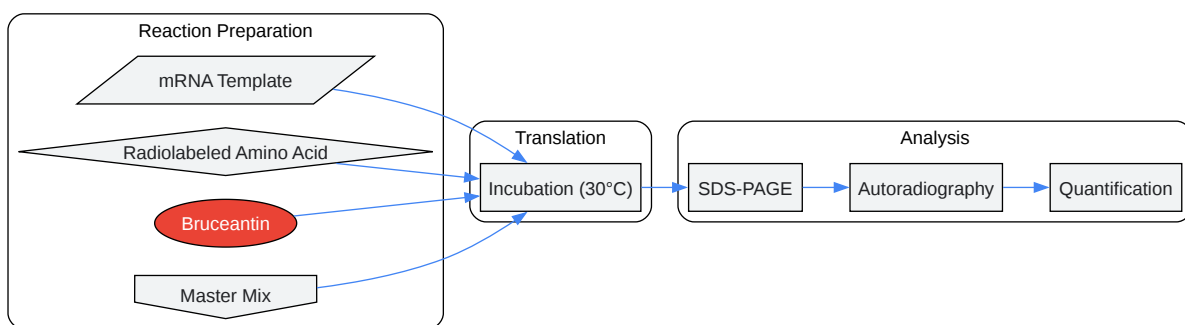 Reaction Preparation
mRNA Template
Radiolabeled Amino Acid
Bruceantin
Master Mix
Translation
Incubation (30°C)
Analysis
SDS-PAGE
Autoradiography
Quantification